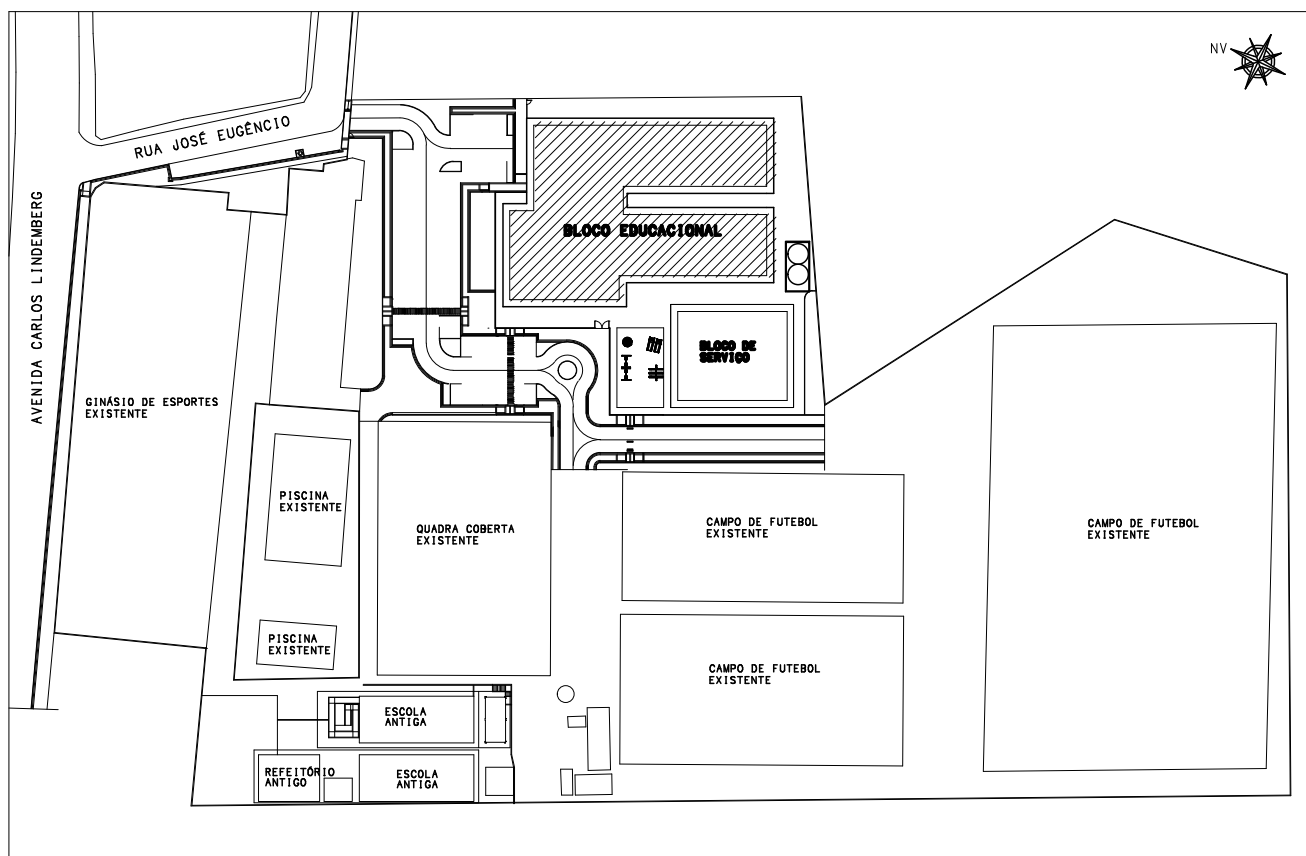 NV
RUA JOSÉ EUGÊNCIO
AVENIDA CARLOS LINDEMBERG
BLOCO EDUCACIONAL
BLOCO DE
SERVIÇO
GINÁSIO DE ESPORTES
EXISTENTE
PISCINA
EXISTENTE
QUADRA COBERTA
EXISTENTE
CAMPO DE FUTEBOL
EXISTENTE
CAMPO DE FUTEBOL
EXISTENTE
PISCINA
EXISTENTE
CAMPO DE FUTEBOL
EXISTENTE
ESCOLA
ANTIGA
REFEITÓRIO
ANTIGO
ESCOLA
ANTIGA